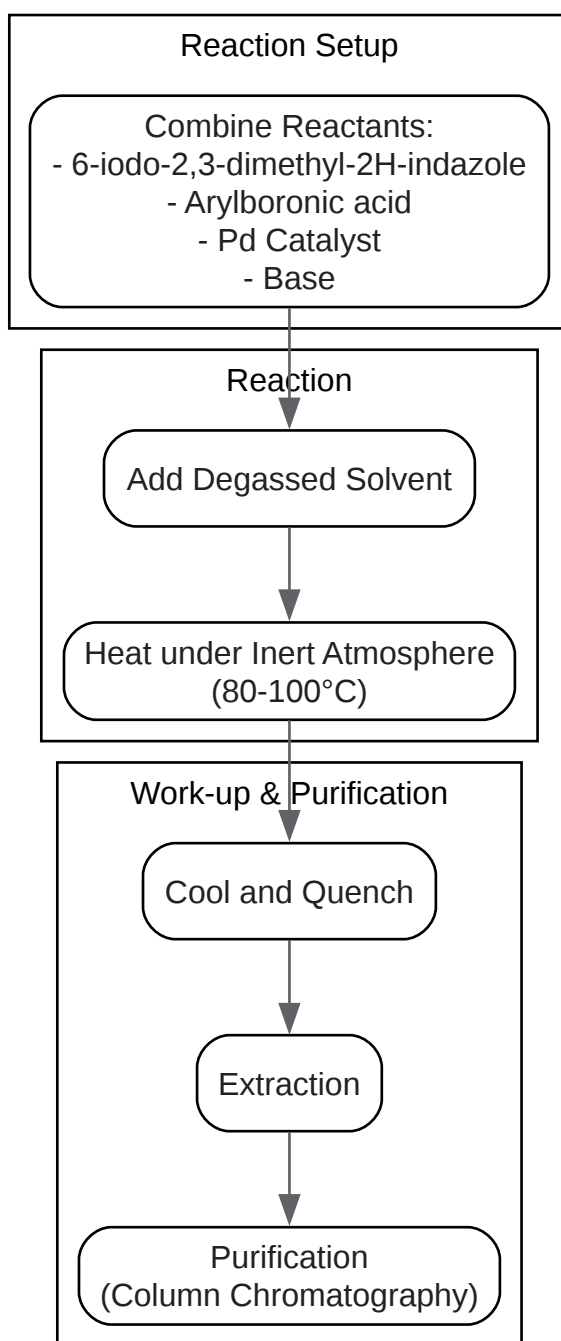 Reaction Setup
Combine Reactants:
- 6-iodo-2,3-dimethyl-2H-indazole
- Arylboronic acid
- Pd Catalyst
- Base
Reaction
Add Degassed Solvent
Heat under Inert Atmosphere
(80-100°C)
Work-up & Purification
Cool and Quench
Extraction
Purification
(Column Chromatography)